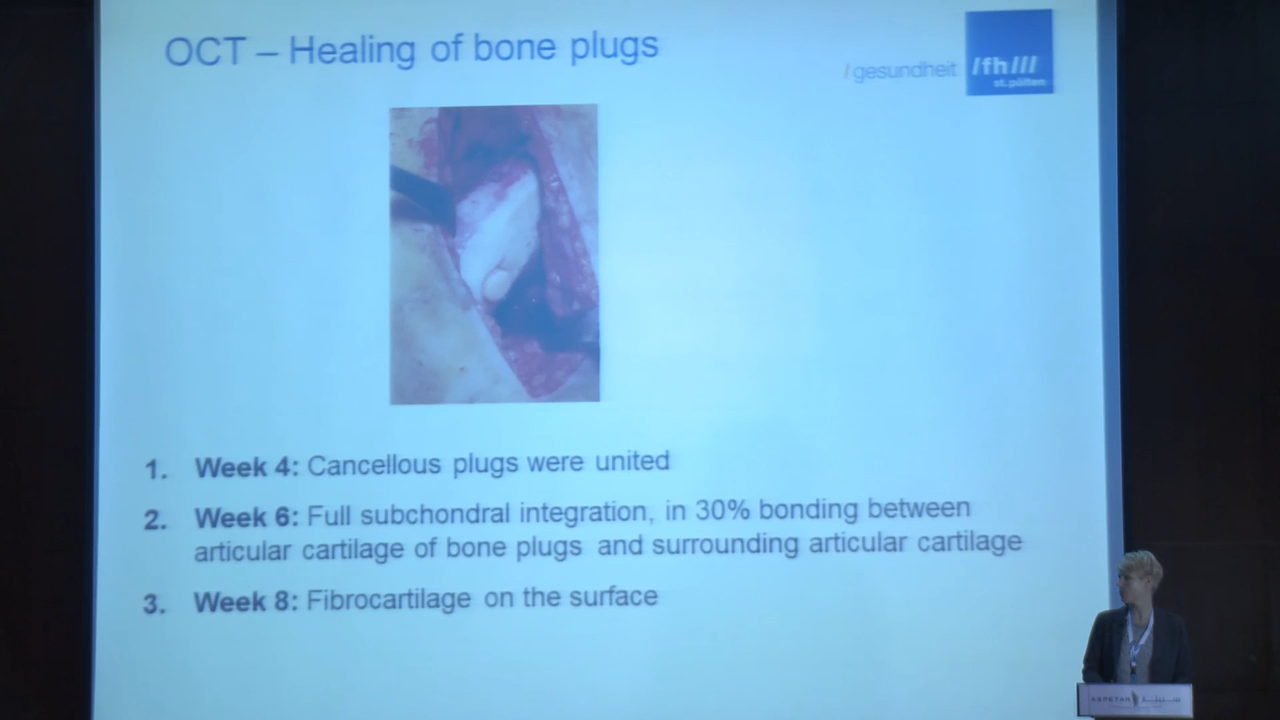 OCT – Healing of bone plugs
/ gesundheit
/fh///
st.pölten
1. Week 4: Cancellous plugs were united
2. Week 6: Full subchondral integration, in 30% bonding between
articular cartilage of bone plugs and surrounding articular cartilage
3. Week 8: Fibrocartilage on the surface
ASPETAR